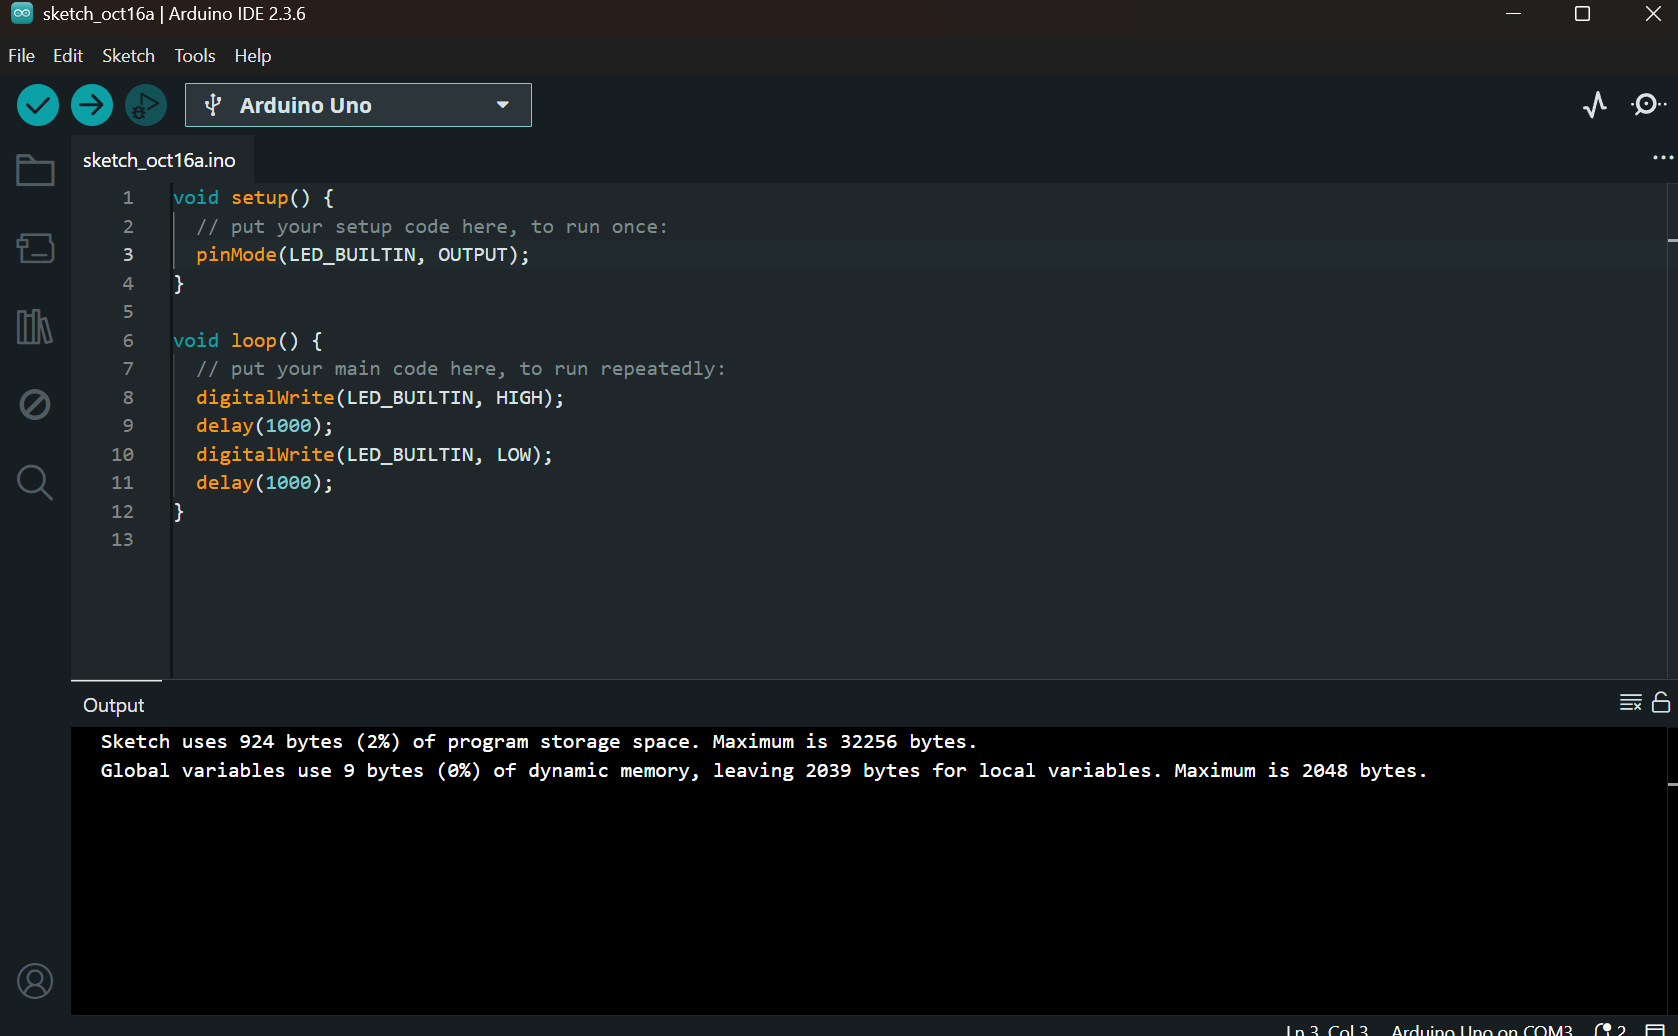 sketch_oct16a | Arduino IDE 2.3.6
File Edit Sketch Tools Help
Arduino Uno
sketch_oct16a.ino
1 void setup() {
2   // put your setup code here, to run once:
3   pinMode(LED_BUILTIN, OUTPUT);
4 }
5
6 void loop() {
7   // put your main code here, to run repeatedly:
8   digitalWrite(LED_BUILTIN, HIGH);
9   delay(1000);
10   digitalWrite(LED_BUILTIN, LOW);
11   delay(1000);
12 }
13
Output
Sketch uses 924 bytes (2%) of program storage space. Maximum is 32256 bytes.
Global variables use 9 bytes (0%) of dynamic memory, leaving 2039 bytes for local variables. Maximum is 2048 bytes.
Ln 3, Col 3 Arduino Uno on COM3 2